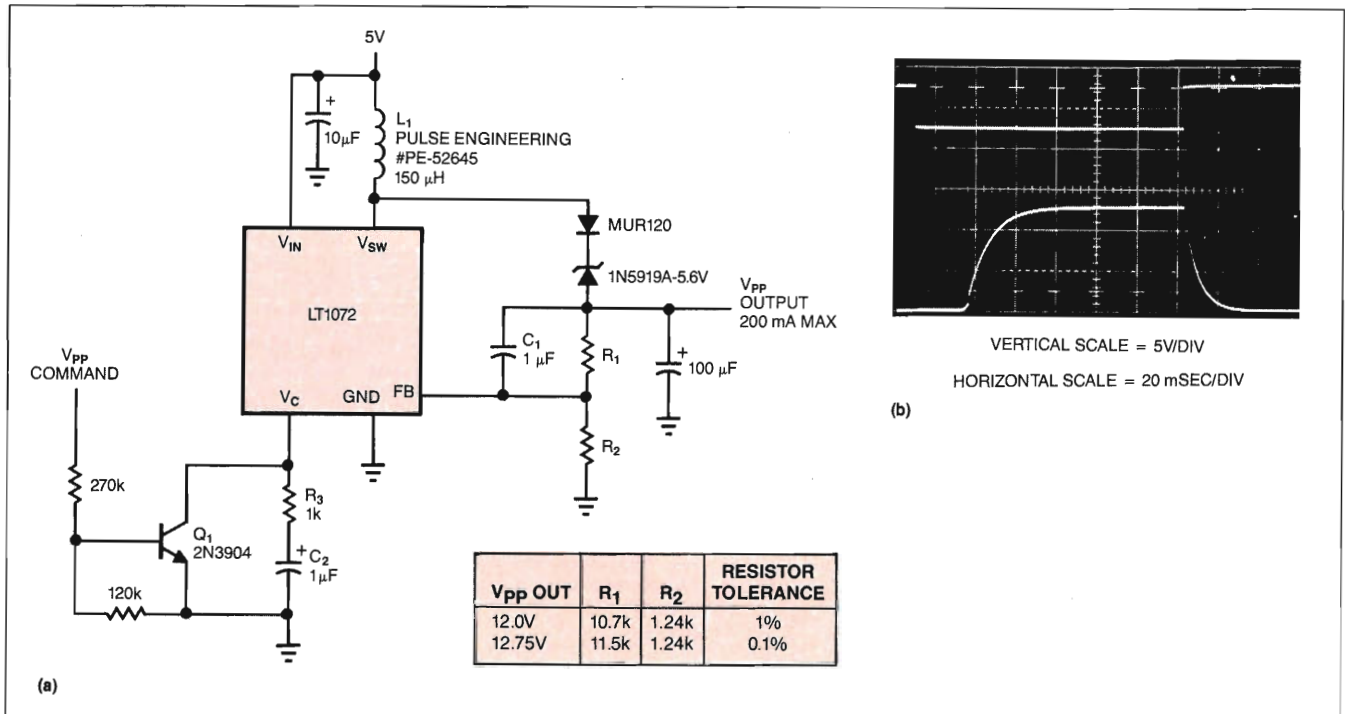 5V
+
10μF
L1
PULSE ENGINEERING
#PE-52645
150 μH
VIN
VSW
MUR120
1N5919A-5.6V
LT1072
VPP
OUTPUT
200 mA MAX
C1
1 μF
R1
+
100 μF
VPP
COMMAND
VC
GND
FB
R2
270k
R3
1k
Q1
2N3904
+
C2
1μF
120k
VPP OUT R1 R2 RESISTOR TOLERANCE
12.0V 10.7k 1.24k 1%
12.75V 11.5k 1.24k 0.1%
(a)
VERTICAL SCALE = 5V/DIV
HORIZONTAL SCALE = 20 mSEC/DIV
(b)